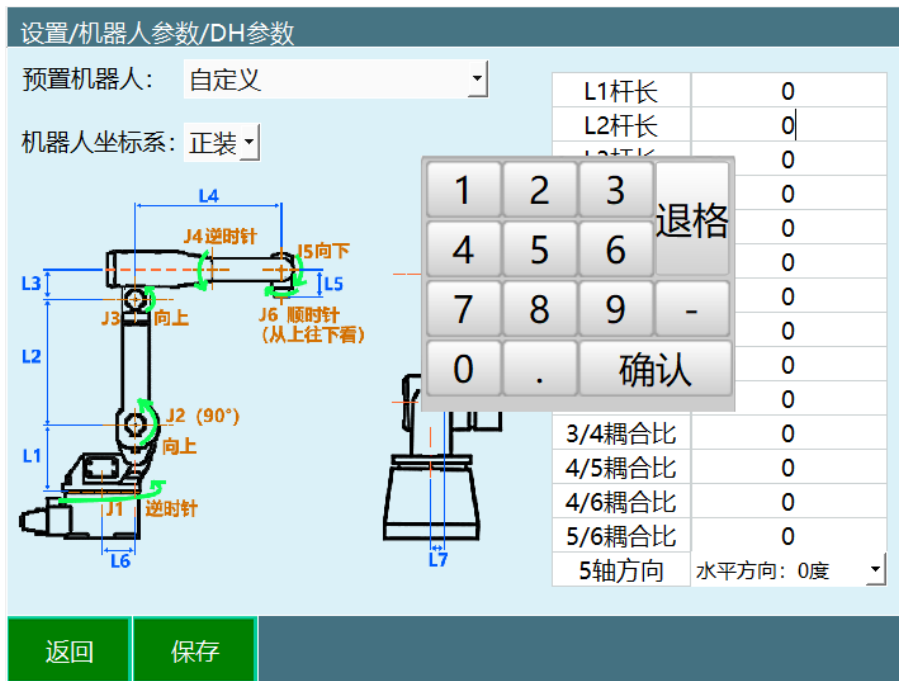 设置/机器人参数/DH参数
预置机器人： 自定义
机器人坐标系： 正装
L1杆长 0
L2杆长 0
0
0
0
0
0
0
0
0
3/4耦合比 0
4/5耦合比 0
4/6耦合比 0
5/6耦合比 0
5轴方向 水平方向：0度
1 2 3 退格
4 5 6
7 8 9 -
0 . 确认
L4
J4逆时针
J5向下
L3
L5
J3 向上
J6 顺时针
（从上往下看）
L2
J2（90°）
向上
L1
J1 逆时针
L6
L7
返回 保存